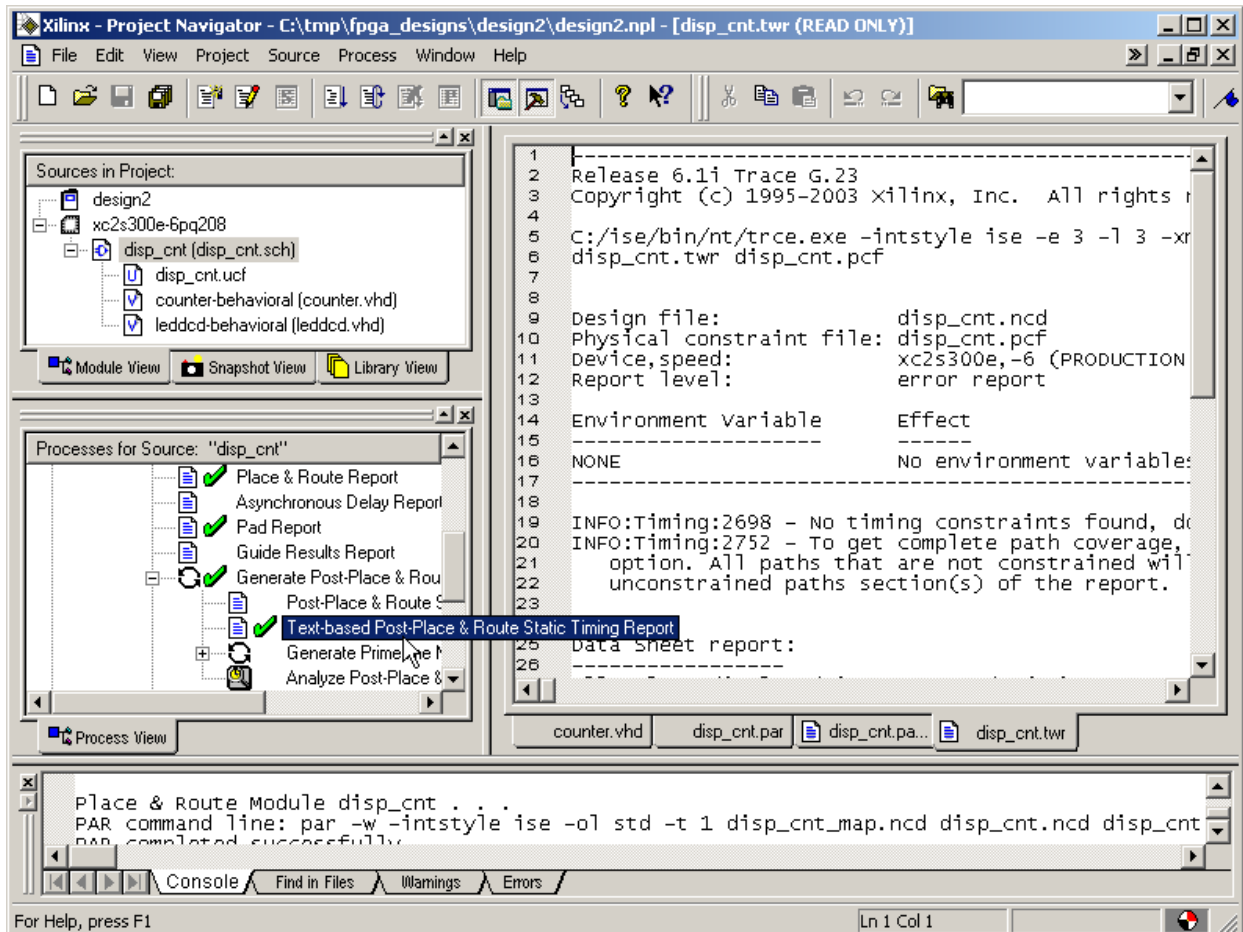 Xilinx - Project Navigator - C:\tmp\fpga_designs\design2\design2.npl - [disp_cnt.twr (READ ONLY)]
File Edit View Project Source Process Window Help
Sources in Project:
design2
xc2s300e-6pq208
disp_cnt (disp_cnt.sch)
disp_cnt.ucf
counter-behavioral (counter.vhd)
leddcd-behavioral (leddcd.vhd)
Module View Snapshot View Library View
Processes for Source: "disp_cnt"
Place & Route Report
Asynchronous Delay Report
Pad Report
Guide Results Report
Generate Post-Place & Rou
Post-Place & Route S
Text-based Post-Place & Route Static Timing Report
Generate Prime
Analyze Post-Place &
Process View
1 ------------------------------------------------
2 Release 6.1i Trace G.23
3 Copyright (c) 1995-2003 Xilinx, Inc. All rights r
4
5 C:/ise/bin/nt/trce.exe -intstyle ise -e 3 -l 3 -xm
6 disp_cnt.twr disp_cnt.pcf
7
8
9 Design file: disp_cnt.ncd
10 Physical constraint file: disp_cnt.pcf
11 Device,speed: xc2s300e,-6 (PRODUCTION
12 Report level: error report
13
14 Environment Variable Effect
15 -------------------- ------
16 NONE No environment variables
17 ------------------------------------------------
18
19 INFO:Timing:2698 - No timing constraints found, do
20 INFO:Timing:2752 - To get complete path coverage,
21 option. All paths that are not constrained wil
22 unconstrained paths section(s) of the report.
23
25 Data Sheet report:
26 -----------------
counter.vhd disp_cnt.par disp_cnt.pa... disp_cnt.twr
Place & Route Module disp_cnt . . .
PAR command line: par -w -intstyle ise -ol std -t 1 disp_cnt_map.ncd disp_cnt.ncd disp_cnt
PAR completed successfully
Console Find in Files Warnings Errors
For Help, press F1
Ln 1 Col 1